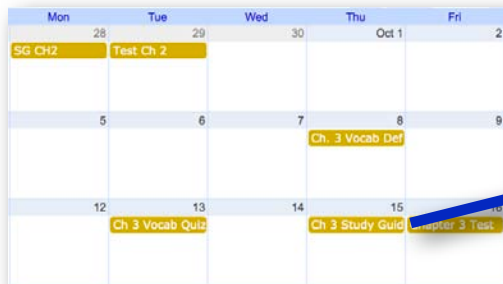 Mon Tue Wed Thu Fri
28 29 30 Oct 1 2
SG CH2 Test Ch 2
5 6 7 8 9
Ch. 3 Vocab Def
12 13 14 15
Ch 3 Vocab Quiz Ch 3 Study Guid Chapter 3 Test